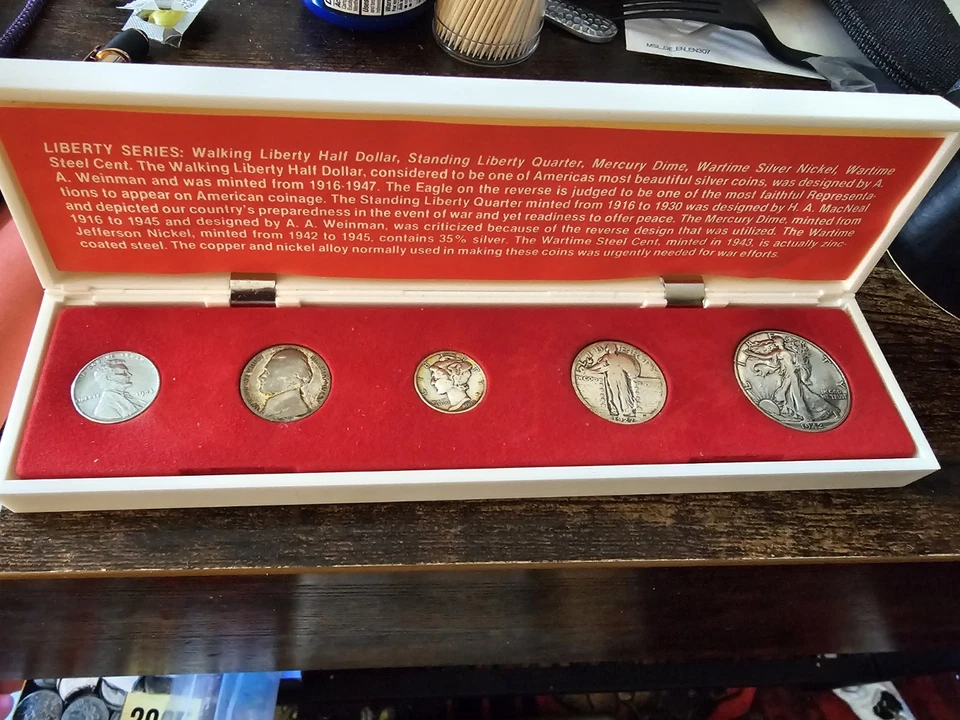 MSL_DE_EN_EN307
LIBERTY SERIES: Walking Liberty Half Dollar, Standing Liberty Quarter, Mercury Dime, Wartime Silver Nickel, Wartime
Steel Cent. The Walking Liberty Half Dollar, considered to be one of Americas most beautiful silver coins, was designed by A.
A. Weinman and was minted from 1916-1947. The Eagle on the reverse is judged to be one of the most faithful Representa-
tions to appear on American coinage. The Standing Liberty Quarter minted from 1916 to 1930 was designed by H. A. MacNeal
and depicted our country's preparedness in the event of war and yet readiness to offer peace. The Mercury Dime, minted from
1916 to 1945 and designed by A. A. Weinman, was criticized because of the reverse design that was utilized. The Wartime
Jefferson Nickel, minted from 1942 to 1945, contains 35% silver. The Wartime Steel Cent, minted in 1943, is actually zinc-
coated steel. The copper and nickel alloy normally used in making these coins was urgently needed for war efforts.
1943
1927
1942